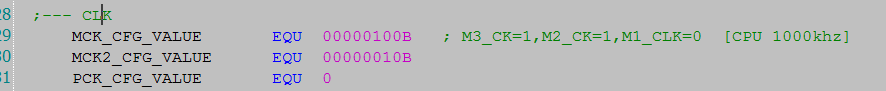 28 ;--- CLK
29 MCK_CFG_VALUE EQU 00000100B ; M3_CK=1,M2_CK=1,M1_CLK=0 [CPU 1000khz]
30 MCK2_CFG_VALUE EQU 00000010B
31 PCK_CFG_VALUE EQU 0